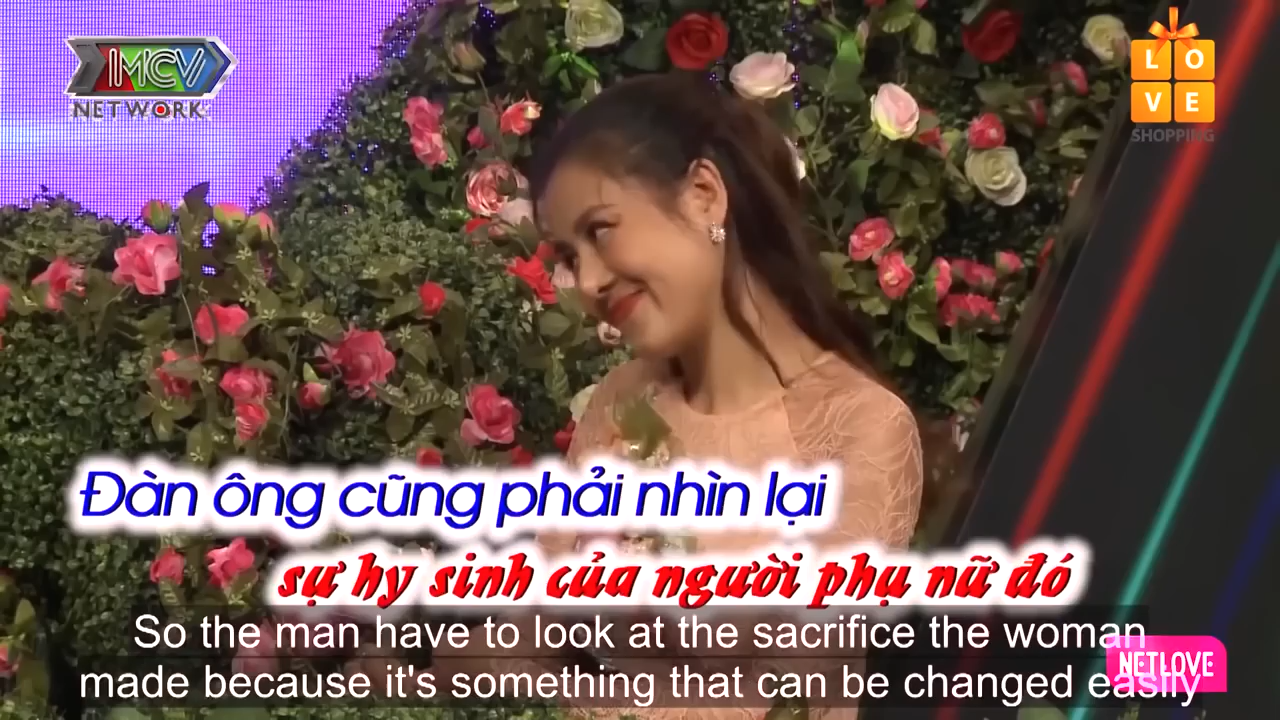 MCV
NETWORK
L O
V E
SHOPPING
Đàn ông cũng phải nhìn lại
sự hy sinh của người phụ nữ đó
So the man have to look at the sacrifice the woman
made because it's something that can be changed easily
NETLOVE